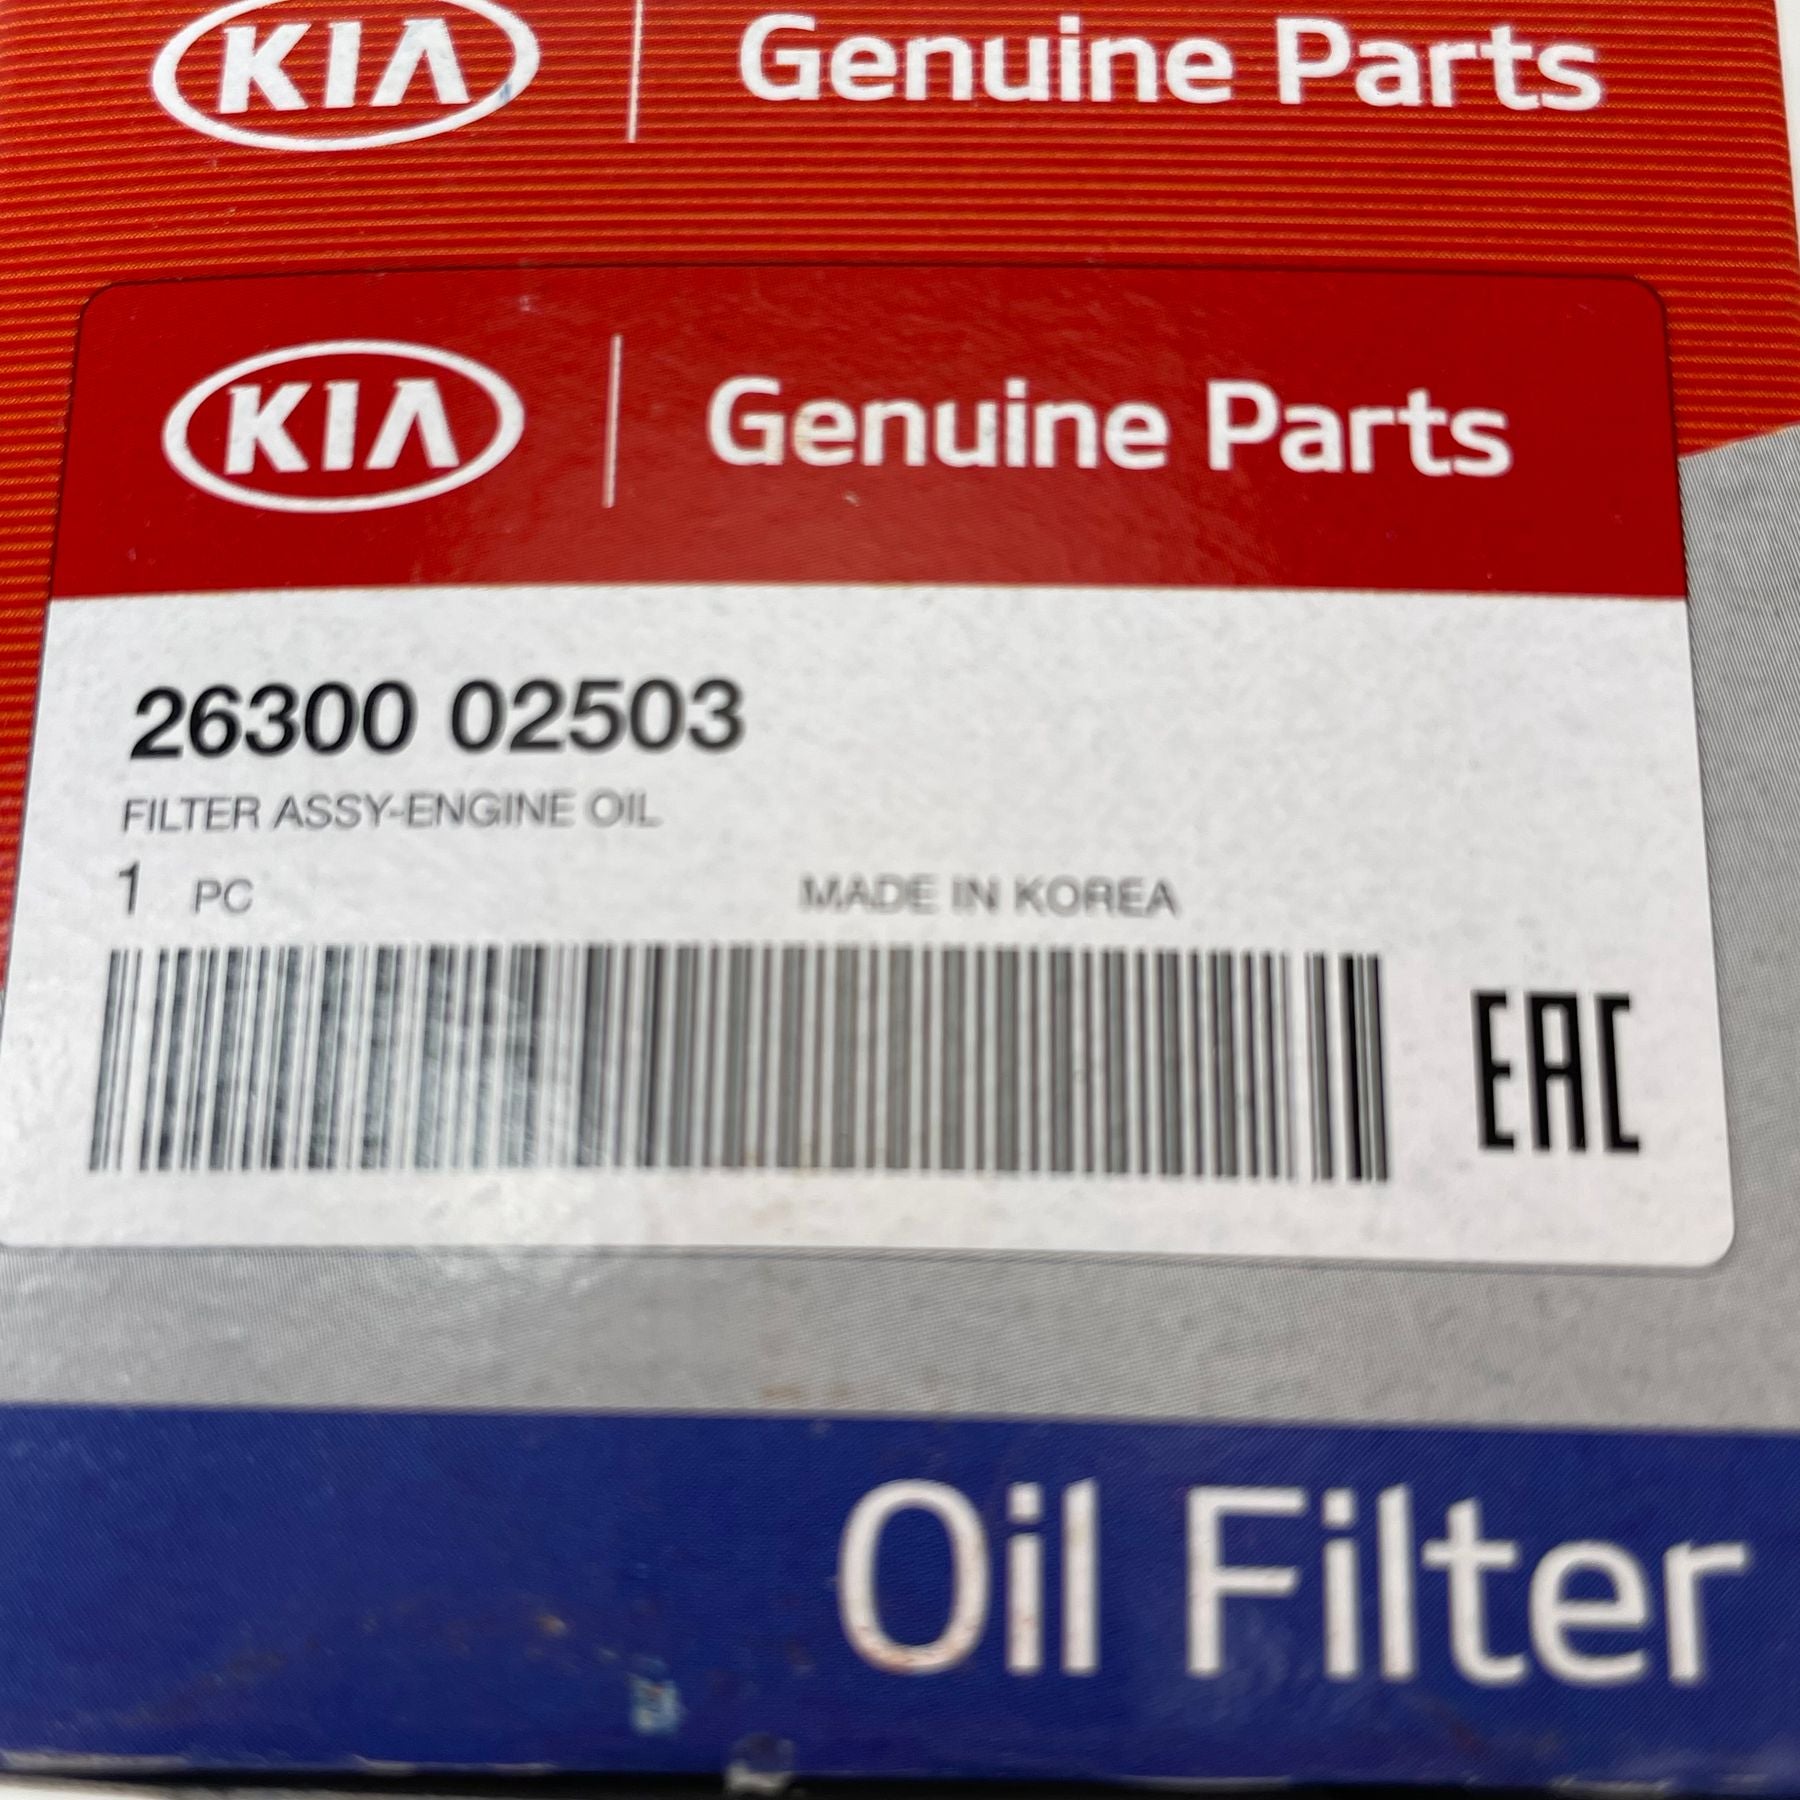 KIA Genuine Parts
KIA Genuine Parts
26300 02503
FILTER ASSY-ENGINE OIL
1 PC MADE IN KOREA
EAC
Oil Filter